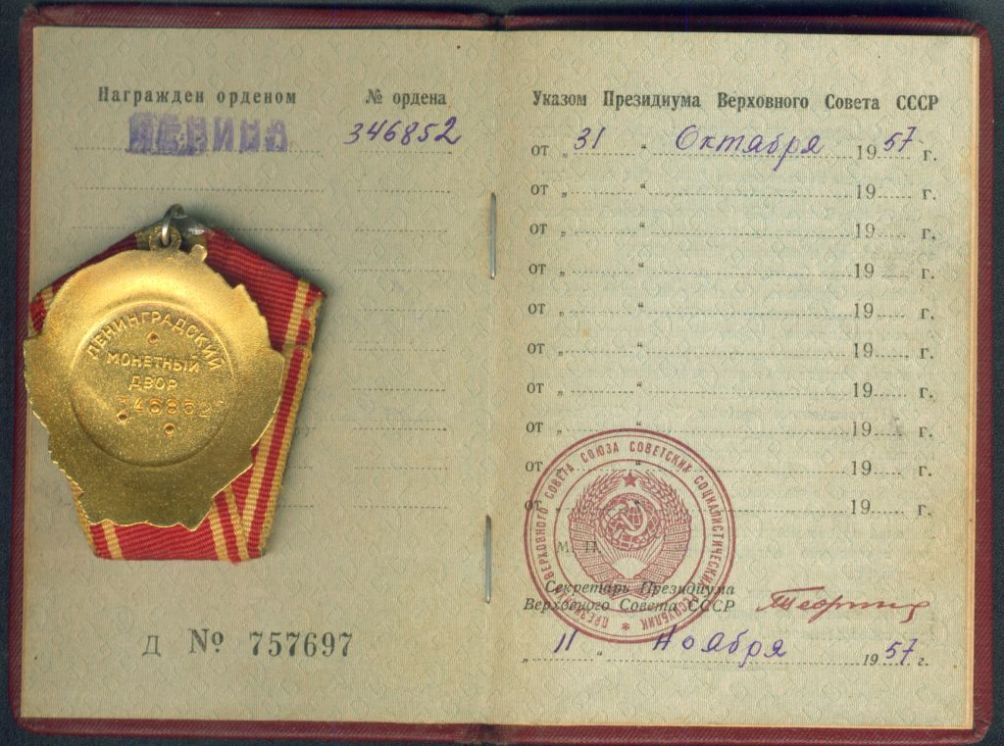 Награжден орденом № ордена
ЛЕНИНА 346852
ЛЕНИНГРАДСКИЙ
МОНЕТНЫЙ
ДВОР
346852
Д № 757697
Указом Президиума Верховного Совета СССР
от „31“ Октября 1957 г.
от „ “ 19 г.
от „ “ 19 г.
от „ “ 19 г.
от „ “ 19 г.
от „ “ 19 г.
от „ “ 19 г.
от „ “ 19 г.
от „ “ 19 г.
от „ “ 19 г.
ПРЕЗИДИУМ ВЕРХОВНОГО СОВЕТА СОЮЗА СОВЕТСКИХ СОЦИАЛИСТИЧЕСКИХ РЕСПУБЛИК
М. П.
Секретарь Президиума
Верховного Совета СССР
„11“ Ноября 1957 г.